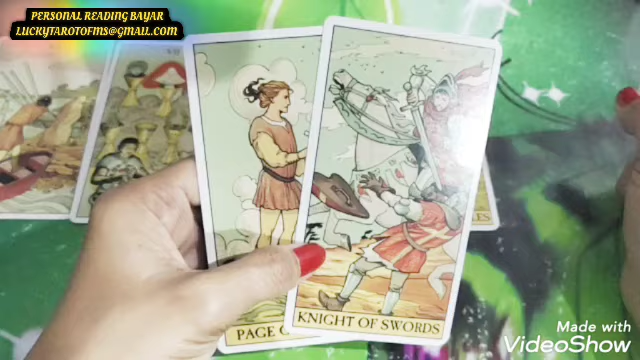 PERSONAL READING BAYAR
LUCKYTAROTOFMS@GMAIL.COM
PAGE
KNIGHT OF SWORDS
Made with
VideoShow